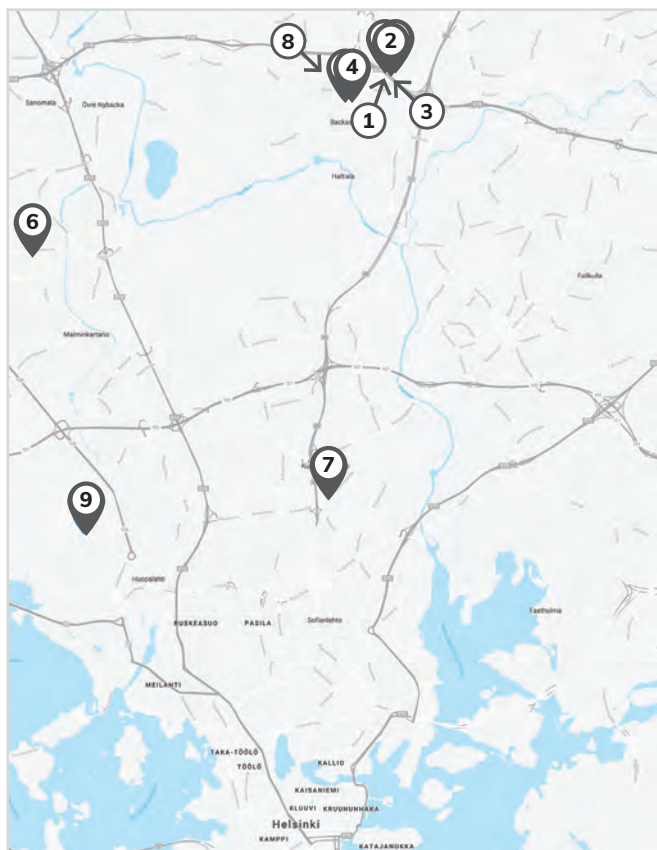 8
2
4
1
3
Sanomala
Övre Nybacka
Backas
Haltiala
6
Fallkulla
Malminkartano
7
9
Huopalahti
RUSKEASUO
PASILA
Sofianlehto
Fastholma
MEILAHTI
TAKA-TÖÖLÖ
TÖÖLÖ
KALLIO
KAISANIEMI
KLUUVI
KRUUNUNHAKA
Helsinki
KAMPPI
KATAJANOKKA